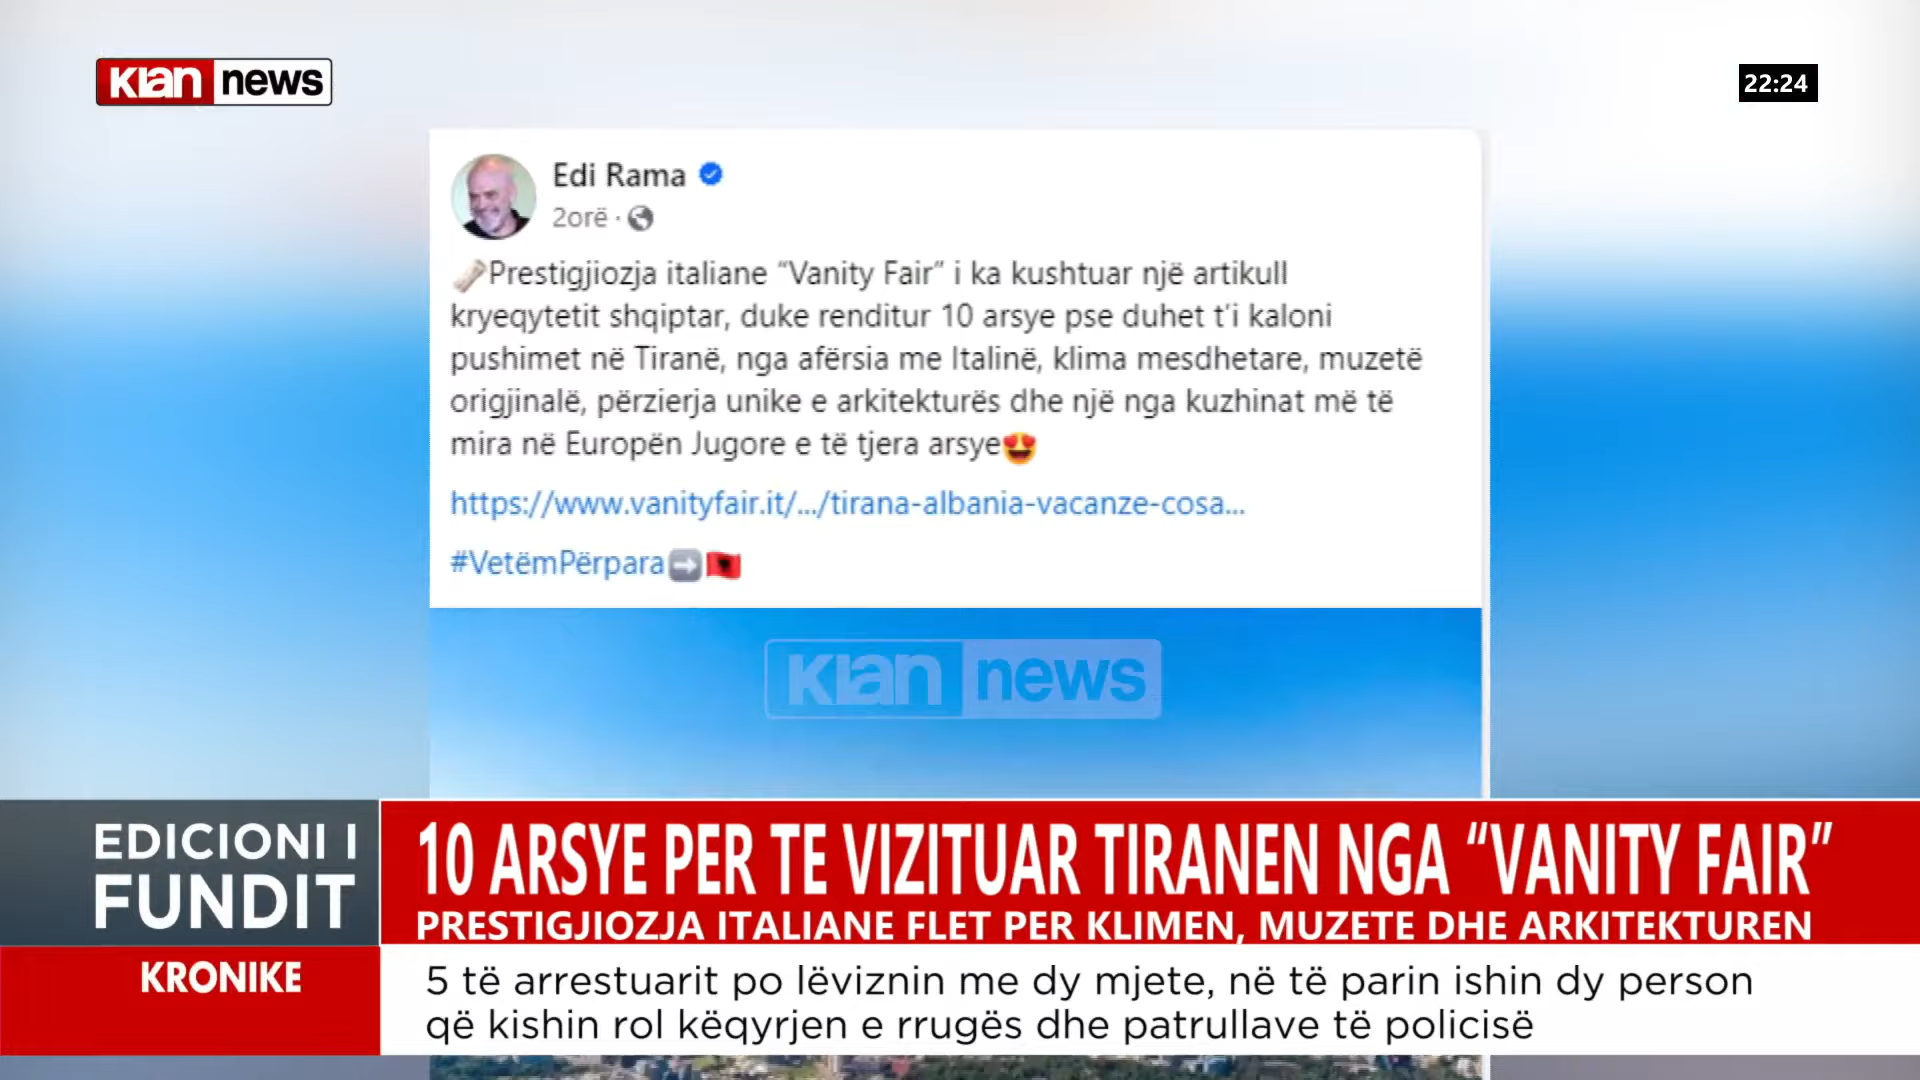 klan news
22:24
Edi Rama
2orë
Prestigjiozja italiane “Vanity Fair” i ka kushtuar një artikull
kryeqytetit shqiptar, duke renditur 10 arsye pse duhet t'i kaloni
pushimet në Tiranë, nga afërsia me Italinë, klima mesdhetare, muzetë
origjinalë, përzierja unike e arkitekturës dhe një nga kuzhinat më të
mira në Europën Jugore e të tjera arsye
https://www.vanityfair.it/.../tirana-albania-vacanze-cosa...
#VetëmPërpara
klan news
EDICIONI I
FUNDIT
10 ARSYE PER TE VIZITUAR TIRANEN NGA “VANITY FAIR”
PRESTIGJIOZJA ITALIANE FLET PER KLIMEN, MUZETE DHE ARKITEKTUREN
KRONIKE
5 të arrestuarit po lëviznin me dy mjete, në të parin ishin dy person
që kishin rol këqyrjen e rrugës dhe patrullave të policisë